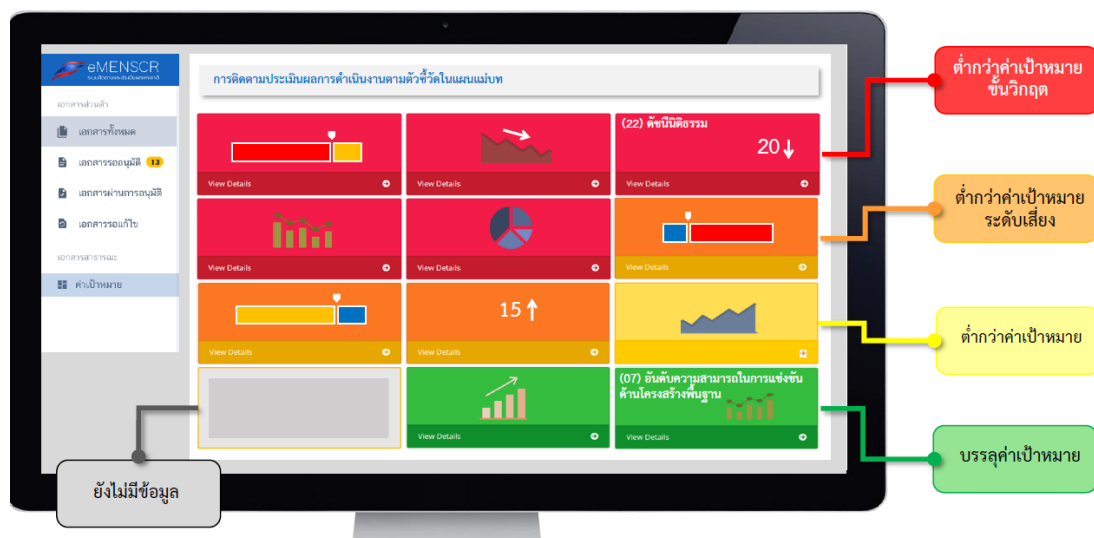 eMENSCR
การติดตามประเมินผลการดำเนินงานตามตัวชี้วัดในแผนแม่บท
เอกสารส่วนตัว
เอกสารทั้งหมด
เอกสารรออนุมัติ 13
เอกสารผ่านการอนุมัติ
เอกสารรอแก้ไข
เอกสารสาธารณะ
ค่าเป้าหมาย
View Details
View Details
(22) ดัชนีนิติธรรม
20
View Details
View Details
View Details
View Details
View Details
15
View Details
View Details
(07) อันดับความสามารถในการแข่งขัน
ด้านโครงสร้างพื้นฐาน
View Details
ต่ำกว่าค่าเป้าหมาย
ขั้นวิกฤต
ต่ำกว่าค่าเป้าหมาย
ระดับเสี่ยง
ต่ำกว่าค่าเป้าหมาย
บรรลุค่าเป้าหมาย
ยังไม่มีข้อมูล